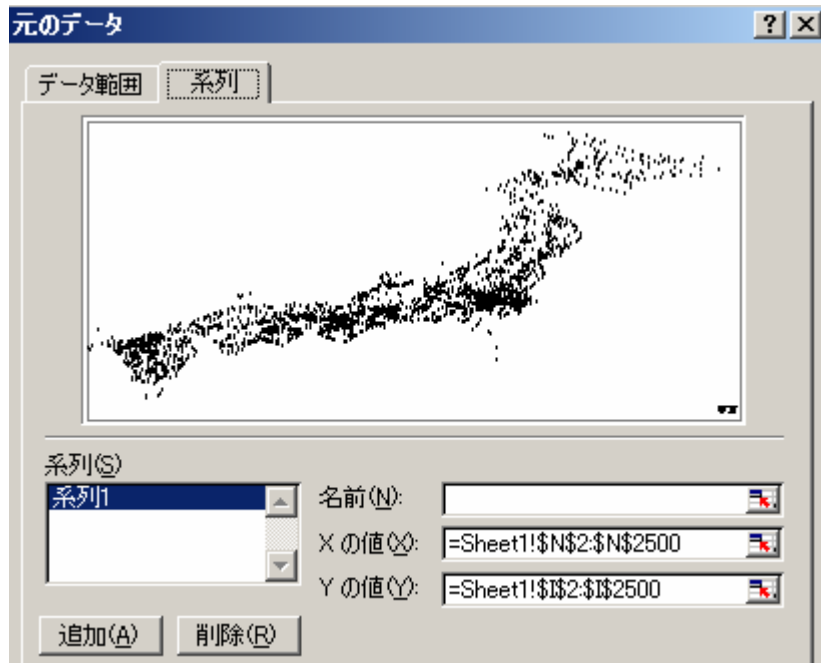 元のデータ
データ範囲 系列
系列(S)
系列1
名前(N):
X の値(X): =Sheet1!$N$2:$N$2500
Y の値(Y): =Sheet1!$I$2:$I$2500
追加(A) 削除(R)